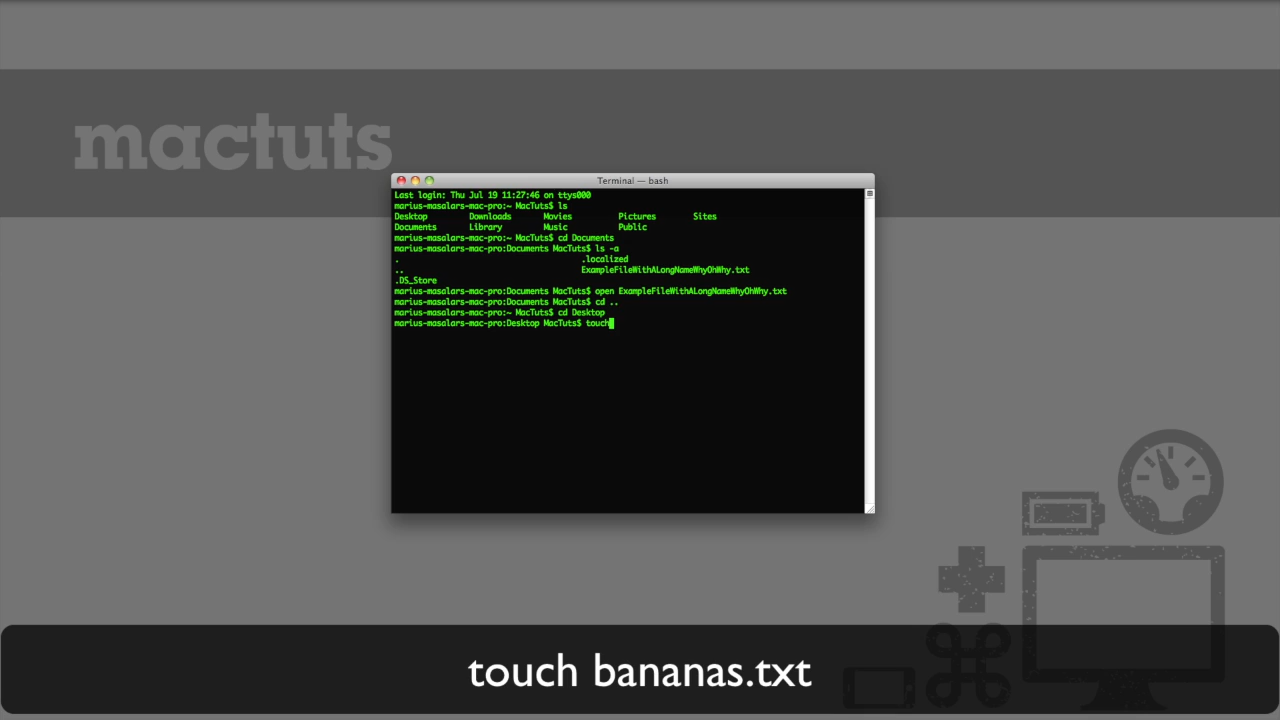 mactuts
Terminal — bash
Last login: Thu Jul 19 11:27:46 on ttys000
marius-masalars-mac-pro:~ MacTuts$ ls
Desktop Downloads Movies Pictures Sites
Documents Library Music Public
marius-masalars-mac-pro:~ MacTuts$ cd Documents
marius-masalars-mac-pro:Documents MacTuts$ ls -a
. .localized
.. ExampleFileWithALongNameWhyOhWhy.txt
.DS_Store
marius-masalars-mac-pro:Documents MacTuts$ open ExampleFileWithALongNameWhyOhWhy.txt
marius-masalars-mac-pro:Documents MacTuts$ cd ..
marius-masalars-mac-pro:~ MacTuts$ cd Desktop
marius-masalars-mac-pro:Desktop MacTuts$ touch
touch bananas.txt